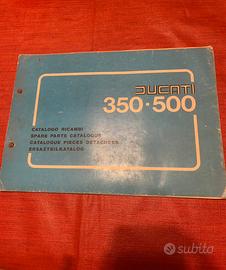 DUCATI
350·500
CATALOGO RICAMBI
SPARE PARTS CATALOGUE
CATALOGUE PIECES DETACHEES
ERSATZTEILKATALOG
subito